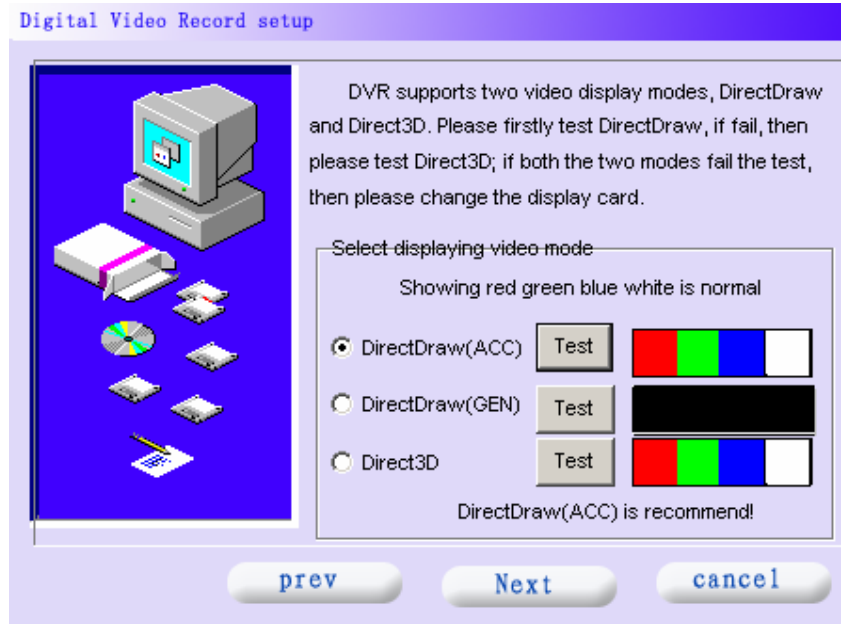 Digital Video Record setup
DVR supports two video display modes, DirectDraw
and Direct3D. Please firstly test DirectDraw, if fail, then
please test Direct3D; if both the two modes fail the test,
then please change the display card.
Select displaying video mode
Showing red green blue white is normal
DirectDraw(ACC) Test
DirectDraw(GEN) Test
Direct3D Test
DirectDraw(ACC) is recommend!
prev Next cancel